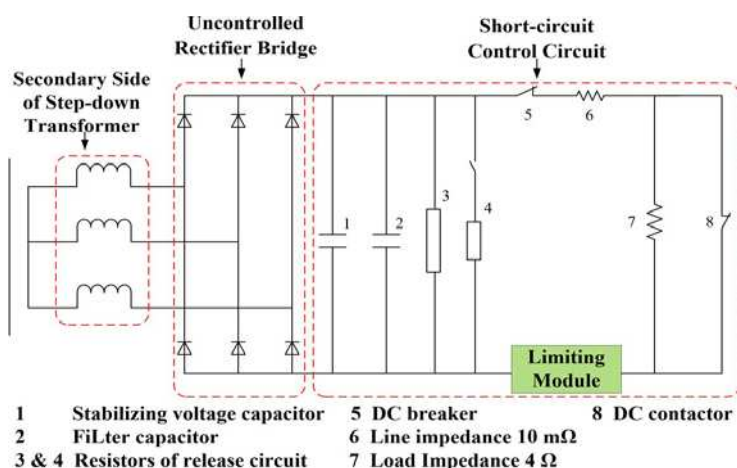 Uncontrolled
Rectifier Bridge
Short-circuit
Control Circuit
Secondary Side
of Step-down
Transformer
5
6
1
2
3
4
7
8
Limiting
Module
1 Stabilizing voltage capacitor
5 DC breaker
8 DC contactor
2 FiLter capacitor
6 Line impedance 10 mΩ
3 & 4 Resistors of release circuit
7 Load Impedance 4 Ω